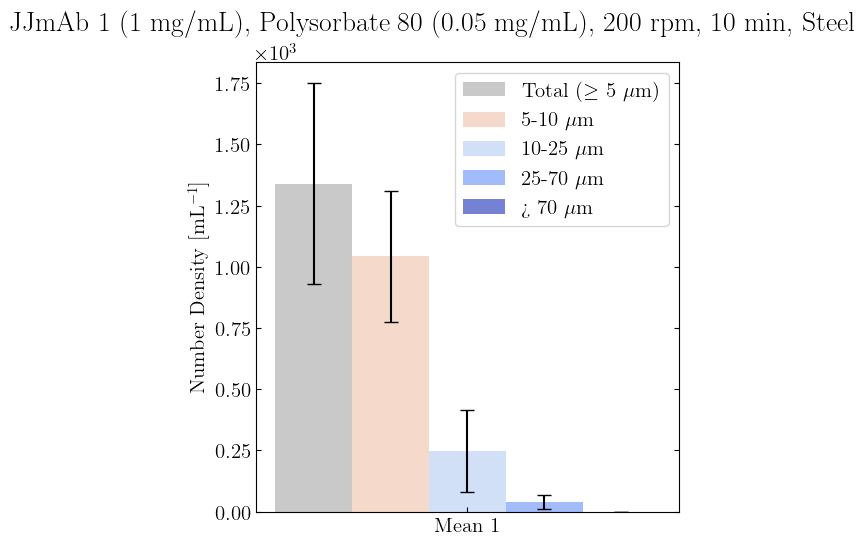 JJmAb 1 (1 mg/mL), Polysorbate 80 (0.05 mg/mL), 200 rpm, 10 min, Steel
×10³
1.75
1.50
1.25
1.00
0.75
0.50
0.25
0.00
Number Density [mL⁻¹]
Total (≥ 5 μm)
5-10 μm
10-25 μm
25-70 μm
¿ 70 μm
Mean 1